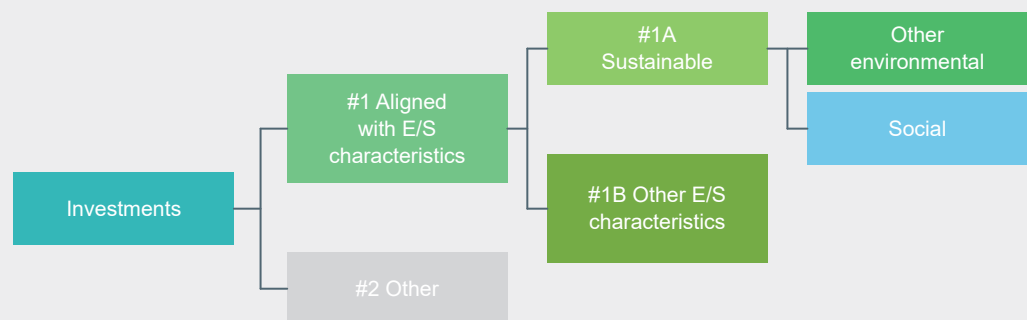 Investments
#1 Aligned
with E/S
characteristics
#2 Other
#1A
Sustainable
#1B Other E/S
characteristics
Other
environmental
Social